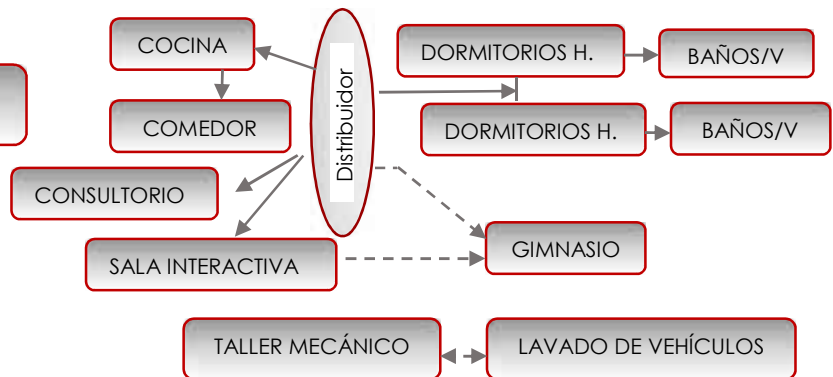 COCINA
DORMITORIOS H.
BAÑOS/V
Distribuidor
COMEDOR
DORMITORIOS H.
BAÑOS/V
CONSULTORIO
SALA INTERACTIVA
GIMNASIO
TALLER MECÁNICO
LAVADO DE VEHÍCULOS